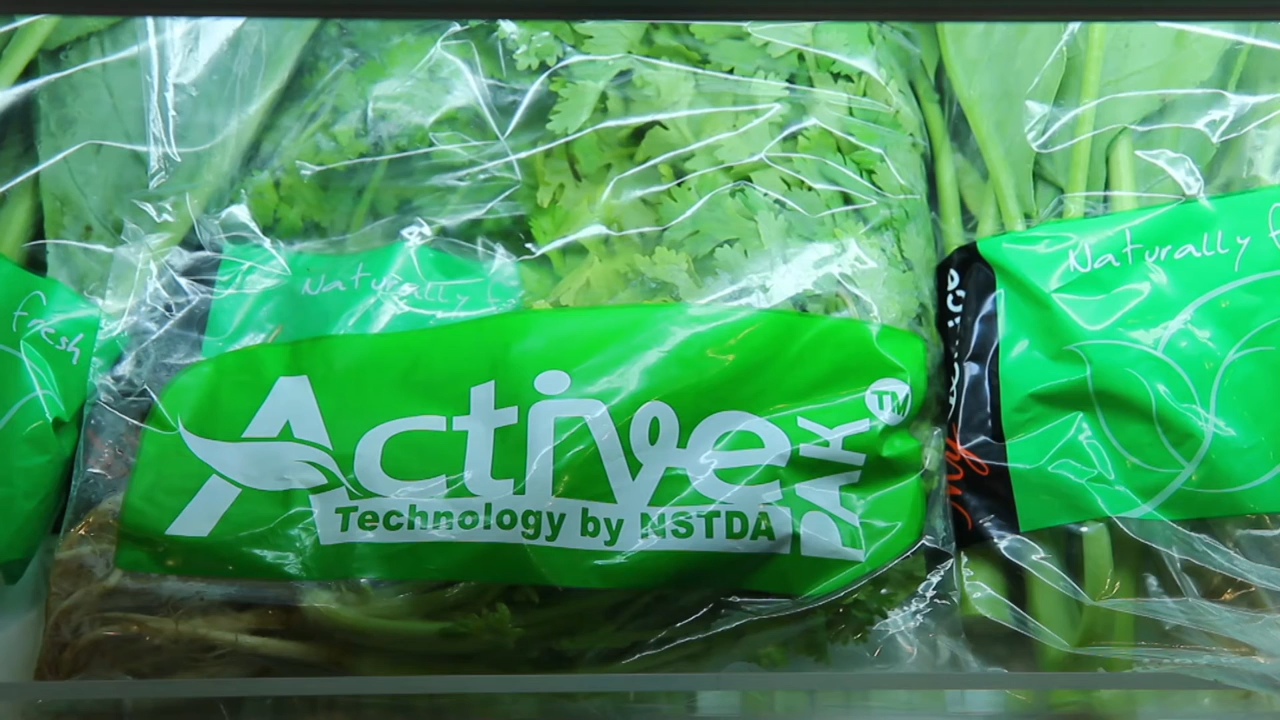 fresh
Naturally
Naturally f
Active
PAK
TM
Technology by NSTDA